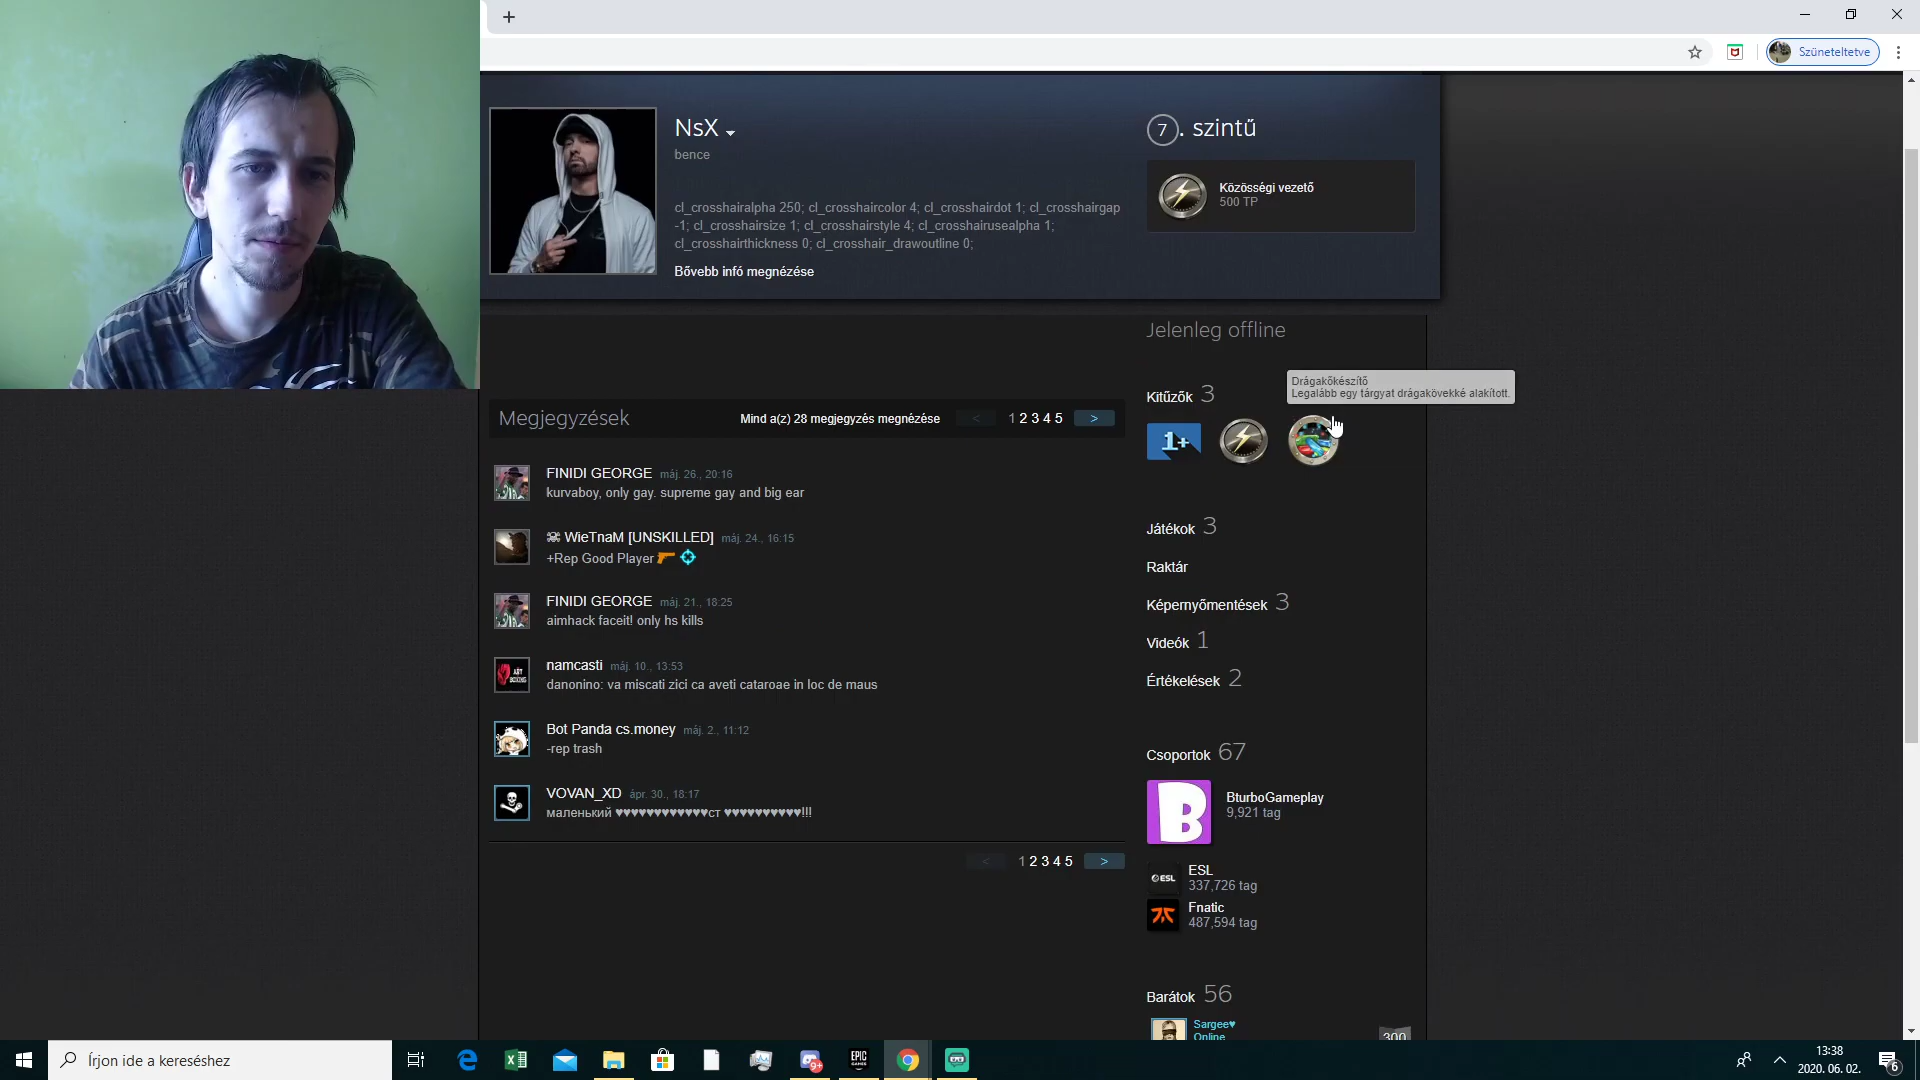 Szüneteltetve
NsX
bence
cl_crosshairalpha 250; cl_crosshaircolor 4; cl_crosshairdot 1; cl_crosshairgap
-1; cl_crosshairsize 1; cl_crosshairstyle 4; cl_crosshairusealpha 1;
cl_crosshairthickness 0; cl_crosshair_drawoutline 0;
Bővebb infó megnézése
7. szintű
Közösségi vezető
500 TP
Jelenleg offline
Drágakőkészítő
Legalább egy tárgyat drágakövekké alakított.
Kitűzők 3
1+
Megjegyzések
Mind a(z) 28 megjegyzés megnézése
< 1 2 3 4 5 >
FINIDI GEORGE máj. 26., 20:16
kurvaboy, only gay. supreme gay and big ear
☠ WieTnaM [UNSKILLED] máj. 24., 16:15
+Rep Good Player
FINIDI GEORGE máj. 21., 18:25
aimhack faceit! only hs kills
namcasti máj. 10., 13:53
danonino: va miscati zici ca aveti cataroae in loc de maus
Bot Panda cs.money máj. 2., 11:12
-rep trash
VOVAN_XD ápr. 30., 18:17
маленький ♥♥♥♥♥♥♥♥♥♥♥♥ст ♥♥♥♥♥♥♥♥♥♥!!!
< 1 2 3 4 5 >
Játékok 3
Raktár
Képernyőmentések 3
Videók 1
Értékelések 2
Csoportok 67
B
BturboGameplay
9,921 tag
ESL
ESL
337,726 tag
Fnatic
487,594 tag
Barátok 56
Sargee♥
Online
300
Írjon ide a kereséshez
9+
EPIC
GAMES
13:38
2020. 06. 02.
6